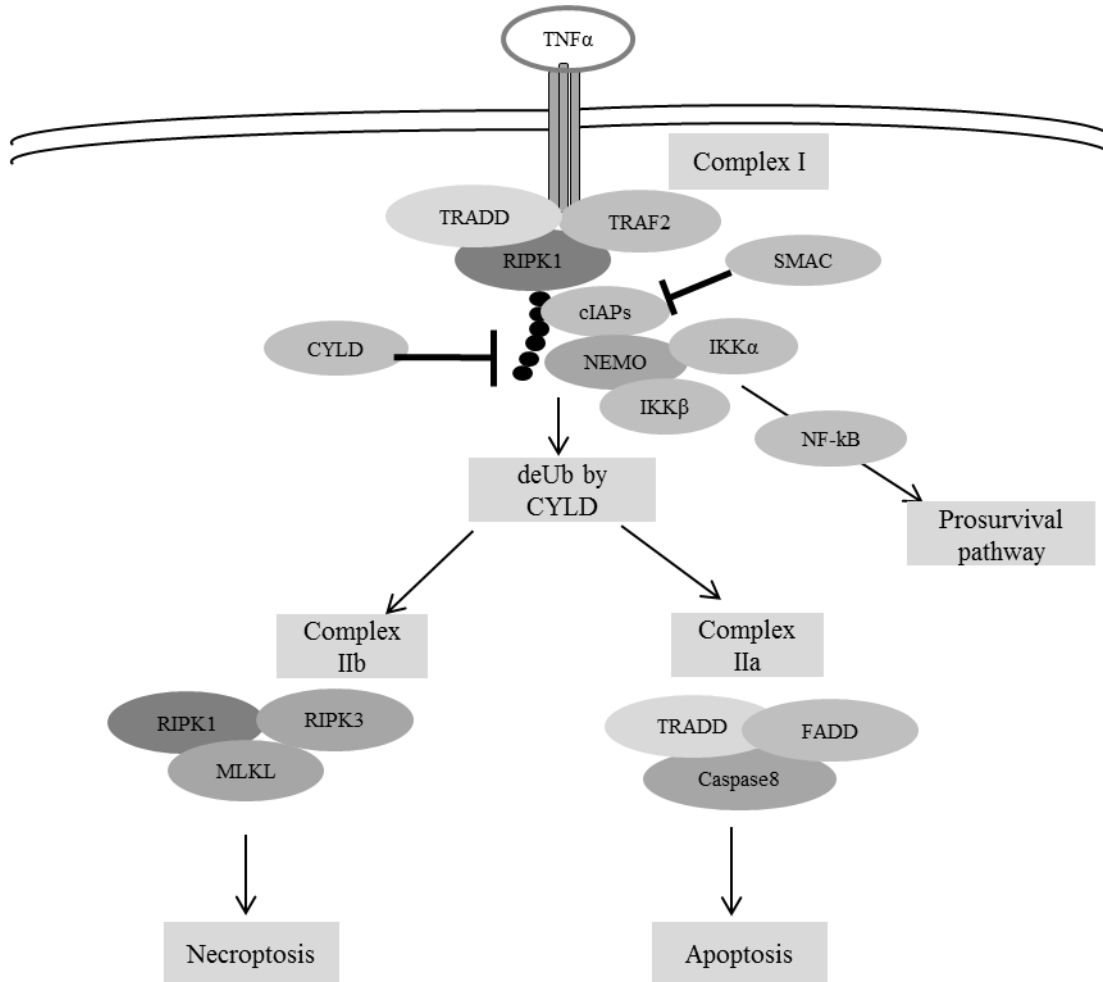 TNFα
Complex I
TRADD
TRAF2
RIPK1
SMAC
cIAPs
CYLD
NEMO
IKKα
IKKβ
NF-kB
deUb by
CYLD
Prosurvival
pathway
Complex
IIb
Complex
IIa
RIPK1
RIPK3
MLKL
TRADD
FADD
Caspase8
Necroptosis
Apoptosis